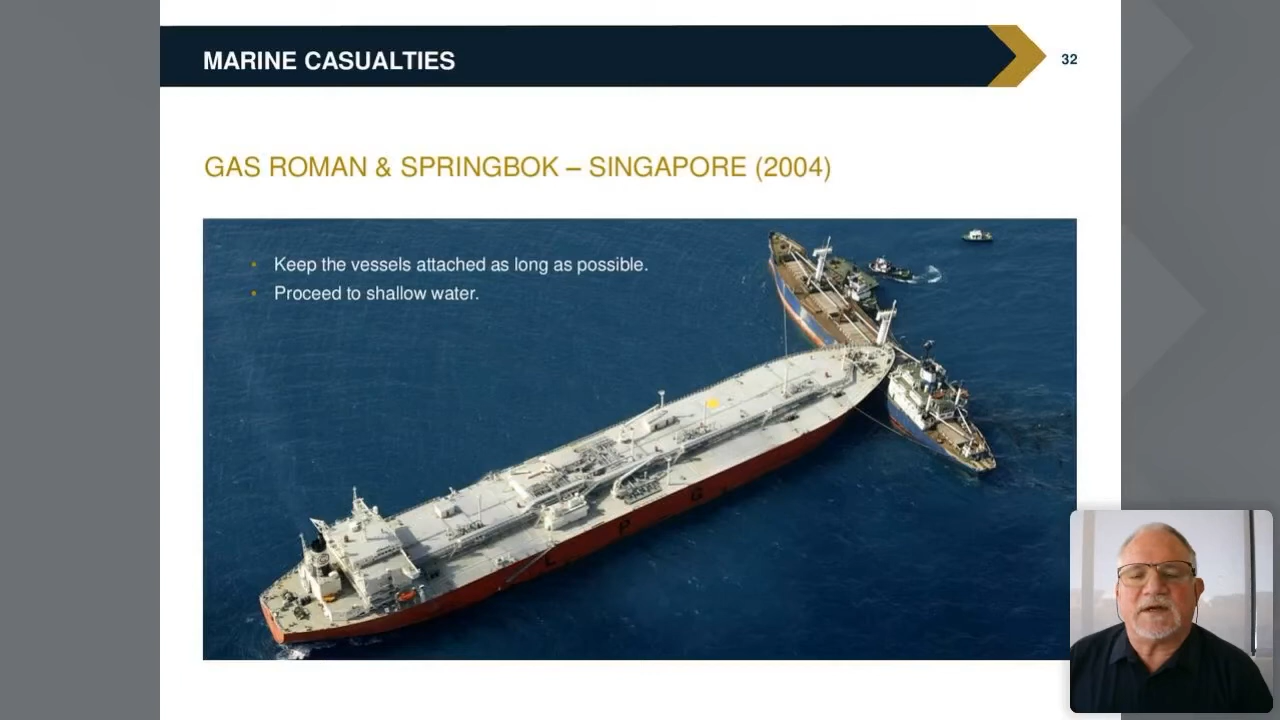 MARINE CASUALTIES
32
GAS ROMAN & SPRINGBOK – SINGAPORE (2004)
• Keep the vessels attached as long as possible.
• Proceed to shallow water.
L P G